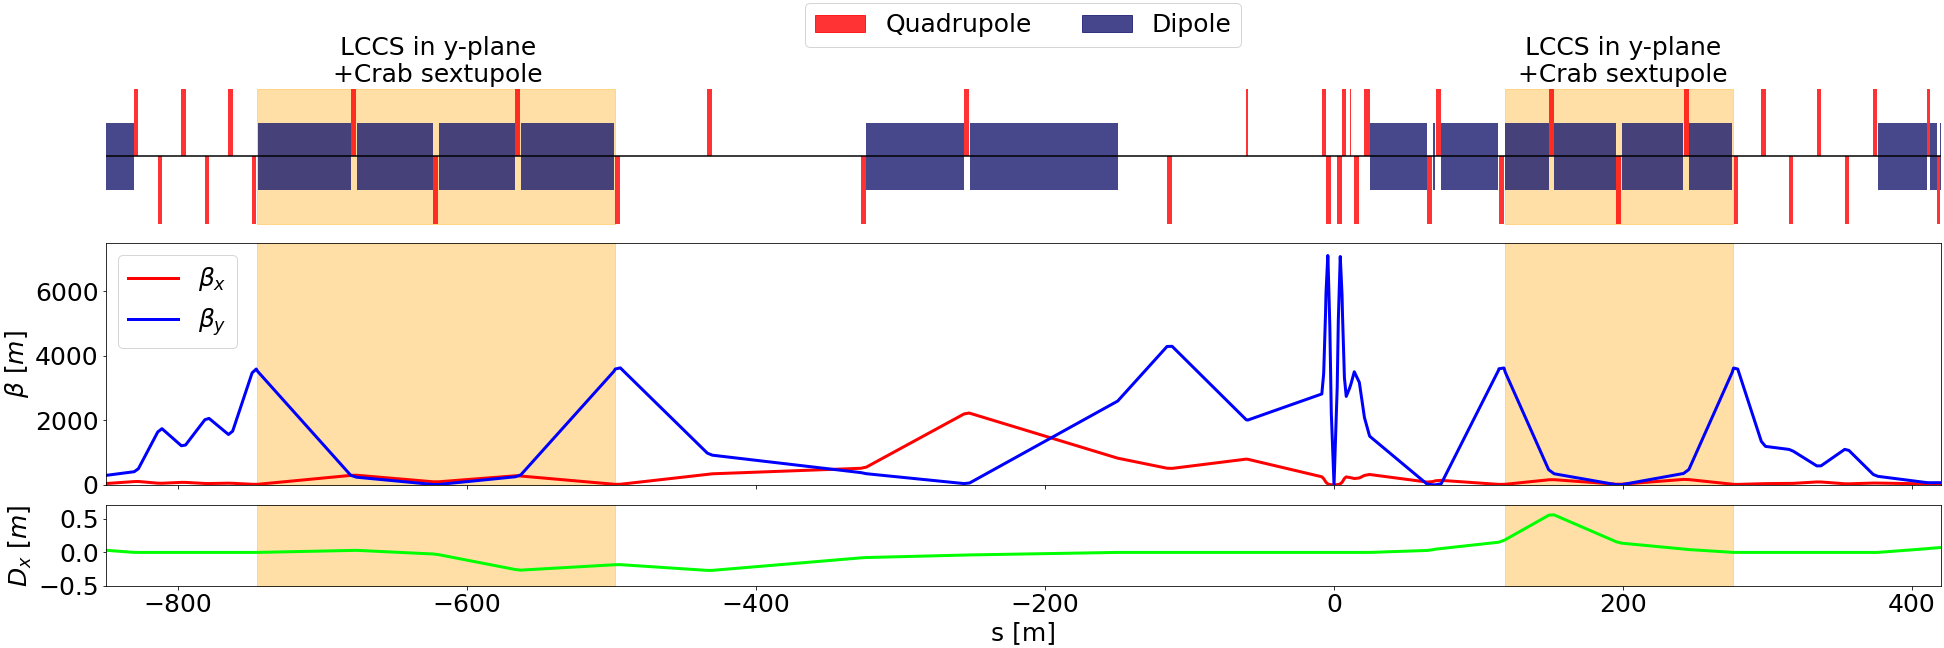 Quadrupole Dipole
LCCS in y-plane
+Crab sextupole
LCCS in y-plane
+Crab sextupole
β [m]
6000
4000
2000
0
βx
βy
Dx [m]
0.5
0.0
−0.5
−800 −600 −400 −200 0 200 400
s [m]